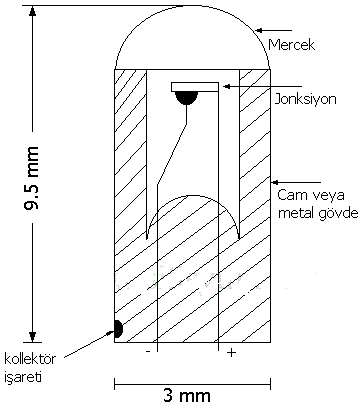 Mercek
Jonksiyon
9.5 mm
Cam veya
metal gövde
kollektör
işareti
- +
3 mm